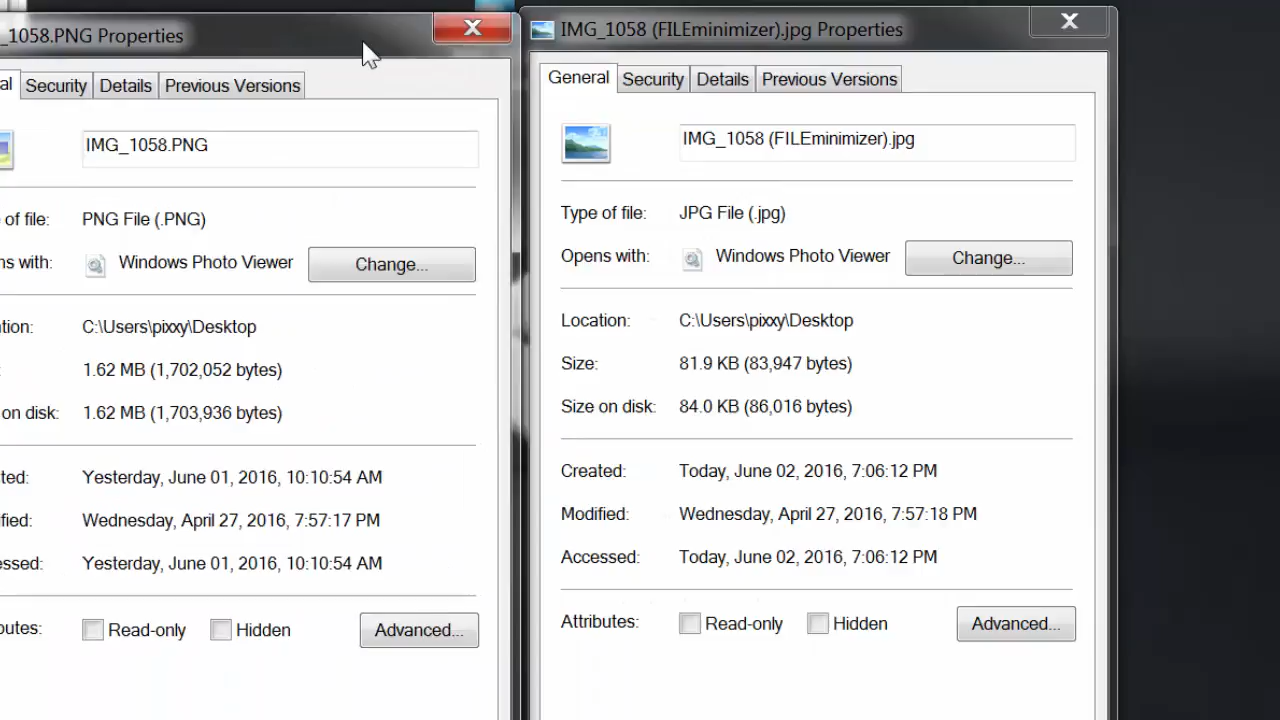 _1058.PNG Properties
al
Security
Details
Previous Versions
IMG_1058.PNG
of file:
PNG File (.PNG)
ns with:
Windows Photo Viewer
Change...
tion:
C:\Users\pixxy\Desktop
:
1.62 MB (1,702,052 bytes)
on disk:
1.62 MB (1,703,936 bytes)
ted:
Yesterday, June 01, 2016, 10:10:54 AM
fied:
Wednesday, April 27, 2016, 7:57:17 PM
essed:
Yesterday, June 01, 2016, 10:10:54 AM
butes:
Read-only
Hidden
Advanced...
IMG_1058 (FILEminimizer).jpg Properties
General
Security
Details
Previous Versions
IMG_1058 (FILEminimizer).jpg
Type of file:
JPG File (.jpg)
Opens with:
Windows Photo Viewer
Change...
Location:
C:\Users\pixxy\Desktop
Size:
81.9 KB (83,947 bytes)
Size on disk:
84.0 KB (86,016 bytes)
Created:
Today, June 02, 2016, 7:06:12 PM
Modified:
Wednesday, April 27, 2016, 7:57:18 PM
Accessed:
Today, June 02, 2016, 7:06:12 PM
Attributes:
Read-only
Hidden
Advanced...